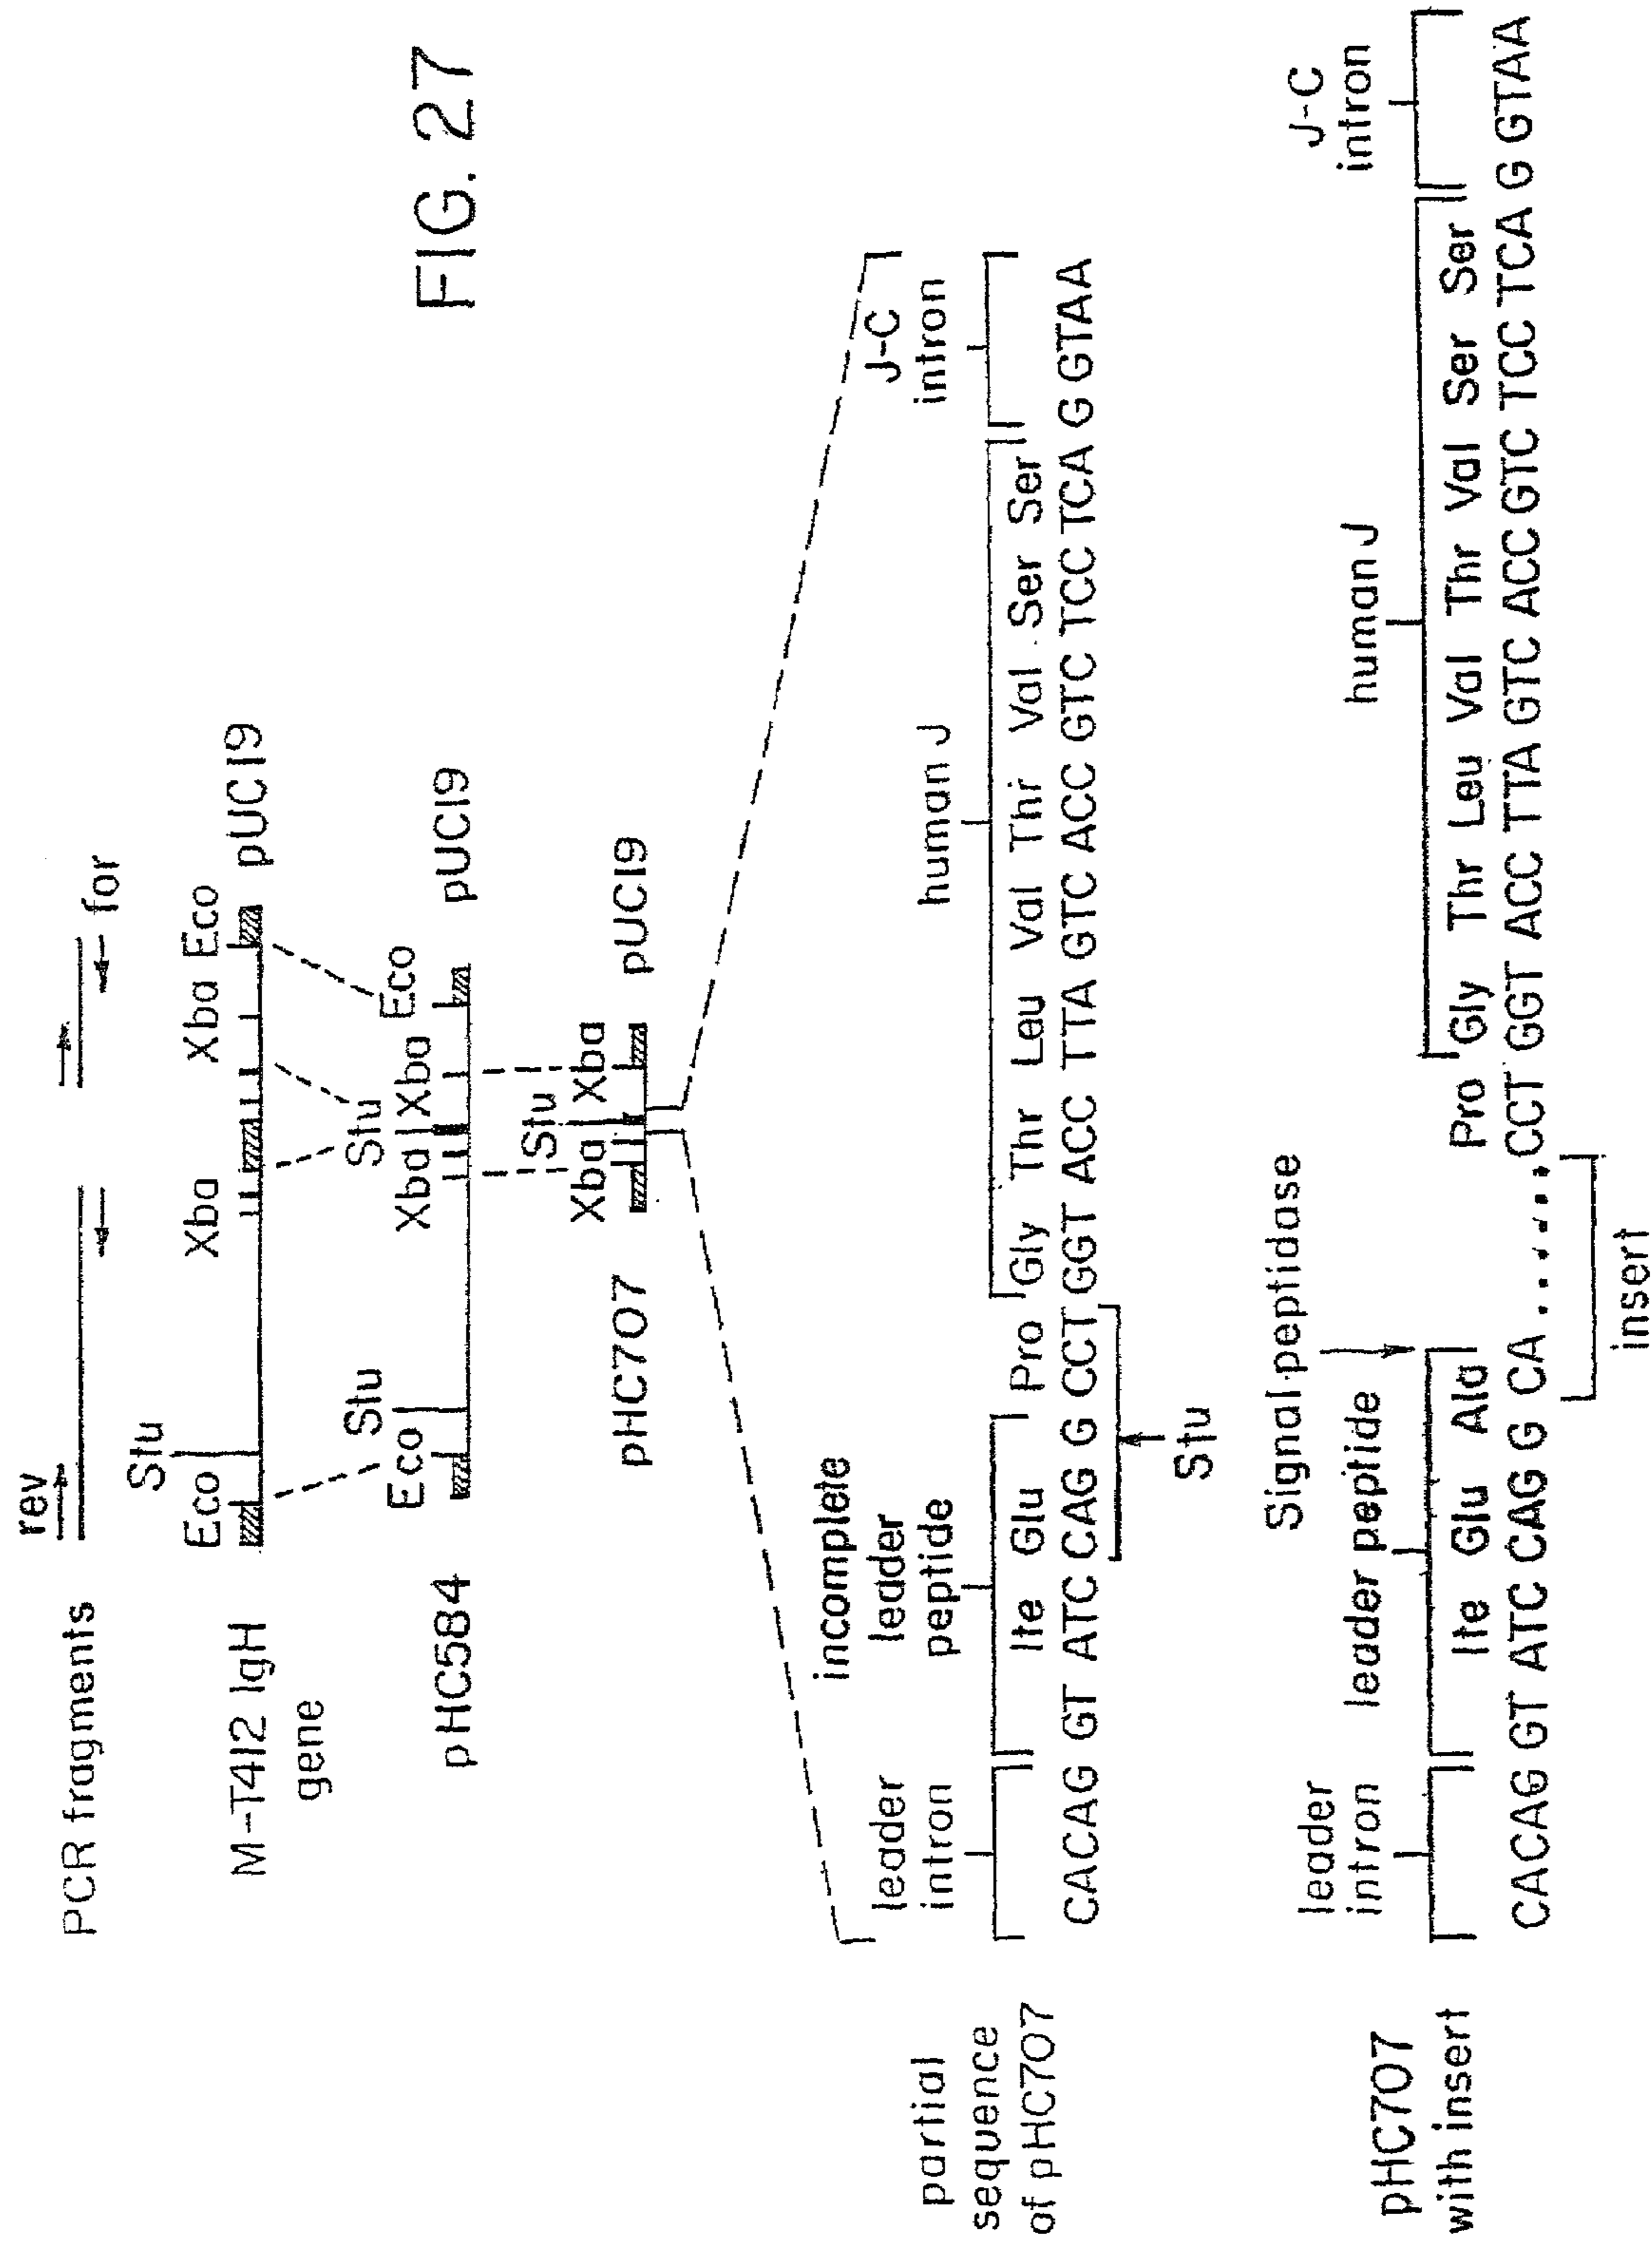 FIG. 27
PCR fragments
rev
for
M-T412 IgH
gene
Eco
Stu
Xba
Xba
Eco
pUC19
pHC584
Eco
Stu
Xba
Stu
Xba
Eco
pUC19
pHC707
Xba
Stu
Xba
pUC19
partial
sequence
of pHC707
leader
intron
incomplete
leader
peptide
human J
J-C
intron
Ile Glu Pro Gly Thr Leu Val Thr Val Ser Ser
CACAG GT ATC CAG G CCT GGT ACC TTA GTC ACC GTC TCC TCA G GTAA
Stu
pHC707
with insert
leader
intron
leader peptide
Signal peptidase
human J
J-C
intron
Ile Glu Ala Pro Gly Thr Leu Val Thr Val Ser Ser
CACAG GT ATC CAG G CA ...... CCT GGT ACC TTA GTC ACC GTC TCC TCA G GTAA
insert